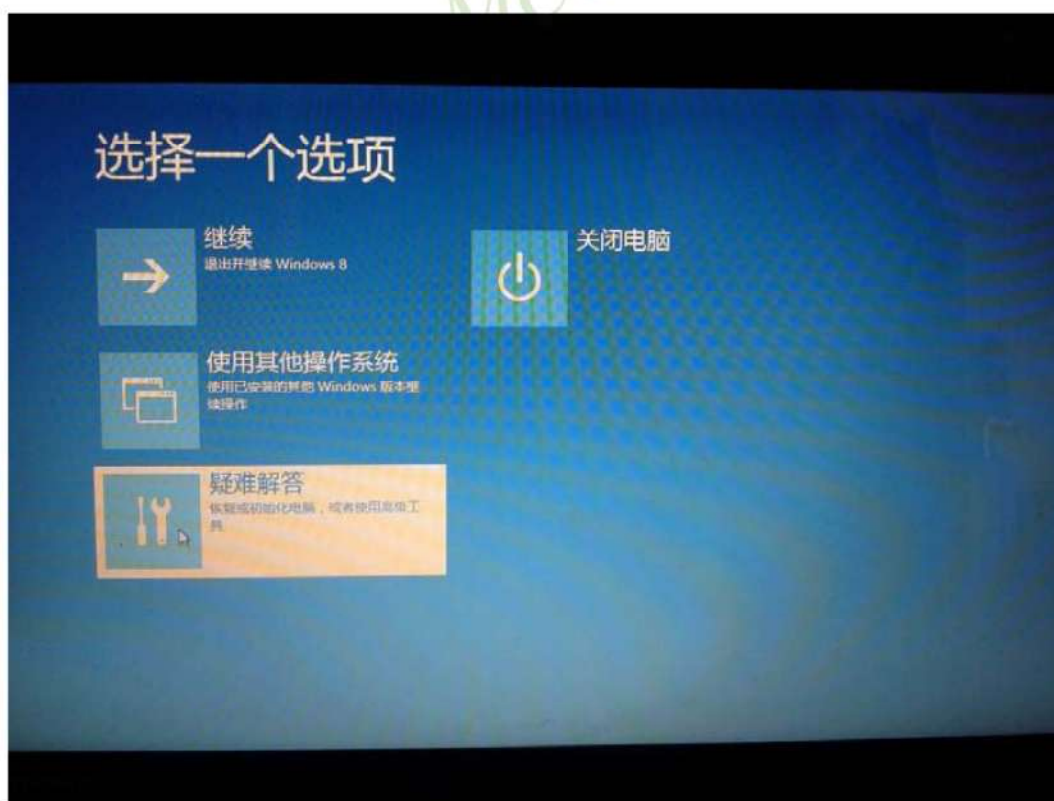 选择一个选项
继续
退出并继续 Windows 8
关闭电脑
使用其他操作系统
使用已安装的其他 Windows 版本继
续操作
疑难解答
恢复或初始化电脑，或者使用高级工
具